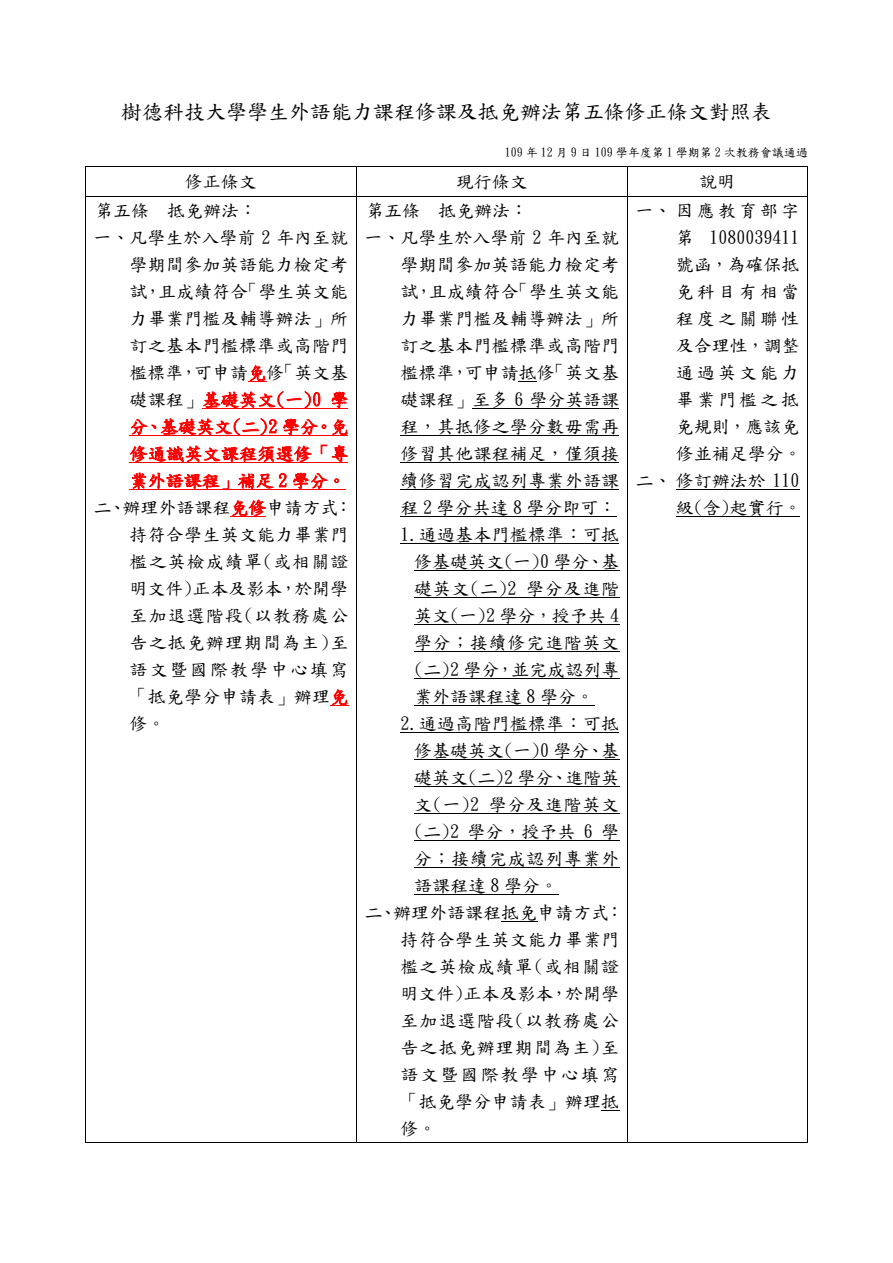 樹德科技大學學生外語能力課程修課及抵免辦法第五條修正條文對照表
109 年 12 月 9 日 109 學年度第 1 學期第 2 次教務會議通過
修正條文
第五條　抵免辦法：
一、凡學生於入學前 2 年內至就
學期間參加英語能力檢定考
試，且成績符合「學生英文能
力畢業門檻及輔導辦法」所
訂之基本門檻標準或高階門
檻標準，可申請免修「英文基
礎課程」基礎英文(一)0 學
分、基礎英文(二)2 學分。免
修通識英文課程須選修「專
業外語課程」補足 2 學分。
二、辦理外語課程免修申請方式：
持符合學生英文能力畢業門
檻之英檢成績單(或相關證
明文件)正本及影本，於開學
至加退選階段(以教務處公
告之抵免辦理期間為主)至
語文暨國際教學中心填寫
「抵免學分申請表」辦理免
修。
現行條文
第五條　抵免辦法：
一、凡學生於入學前 2 年內至就
學期間參加英語能力檢定考
試，且成績符合「學生英文能
力畢業門檻及輔導辦法」所
訂之基本門檻標準或高階門
檻標準，可申請抵修「英文基
礎課程」至多 6 學分英語課
程，其抵修之學分數毋需再
修習其他課程補足，僅須接
續修習完成認列專業外語課
程 2 學分共達 8 學分即可：
1.通過基本門檻標準：可抵
修基礎英文(一)0 學分、基
礎英文(二)2 學分及進階
英文(一)2 學分，授予共 4
學分；接續修完進階英文
(二)2 學分，並完成認列專
業外語課程達 8 學分。
2.通過高階門檻標準：可抵
修基礎英文(一)0 學分、基
礎英文(二)2 學分、進階英
文(一)2 學分及進階英文
(二)2 學分，授予共 6 學
分；接續完成認列專業外
語課程達 8 學分。
二、辦理外語課程抵免申請方式：
持符合學生英文能力畢業門
檻之英檢成績單(或相關證
明文件)正本及影本，於開學
至加退選階段(以教務處公
告之抵免辦理期間為主)至
語文暨國際教學中心填寫
「抵免學分申請表」辦理抵
修。
說明
一、因應教育部字
第 1080039411
號函，為確保抵
免科目有相當
程度之關聯性
及合理性，調整
通過英文能力
畢業門檻之抵
免規則，應該免
修並補足學分。
二、修訂辦法於 110
級(含)起實行。